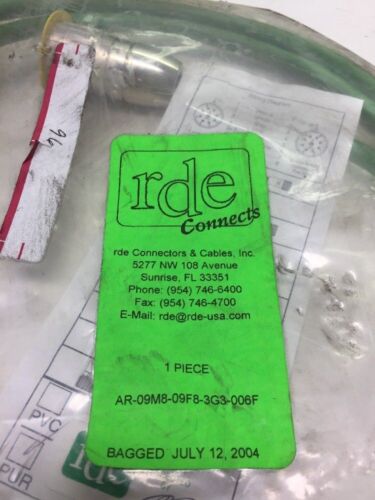 96
rde
Connects
rde Connectors & Cables, Inc.
5277 NW 108 Avenue
Sunrise, FL 33351
Phone: (954) 746-6400
Fax: (954) 746-4700
E-Mail: rde@rde-usa.com
1 PIECE
AR-09M8-09F8-3G3-006F
BAGGED JULY 12, 2004
PVC
PUR
rde